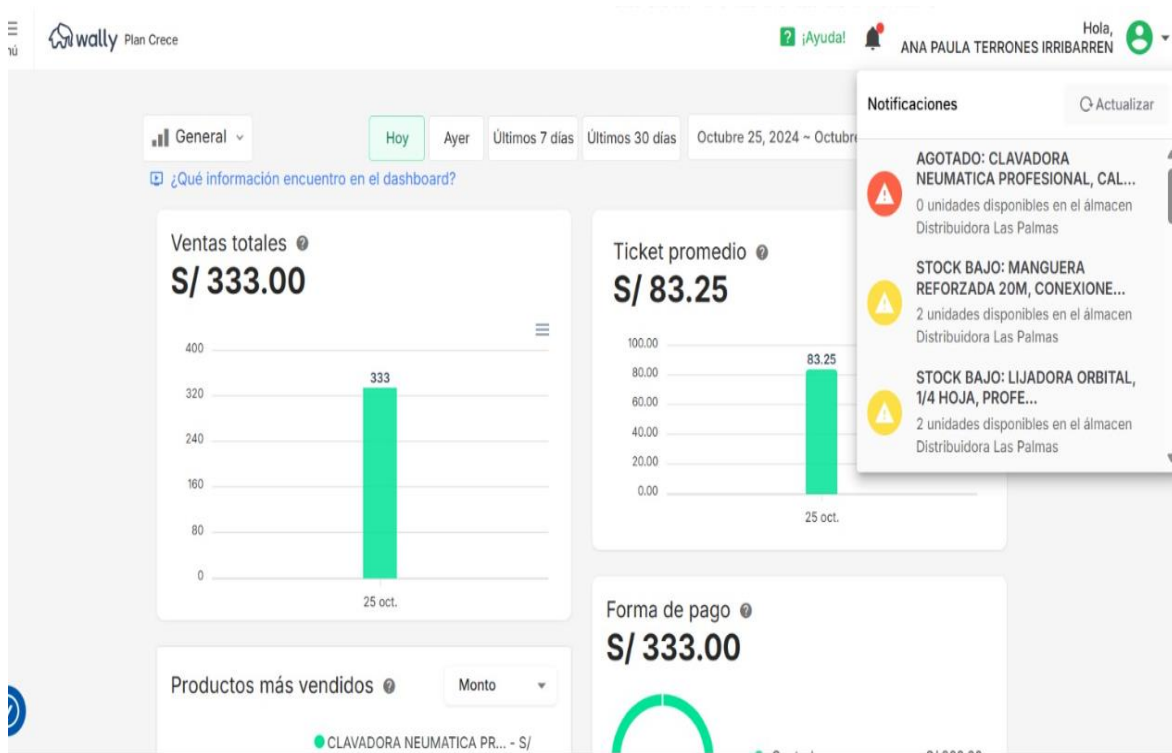 nú
wally Plan Crece
¡Ayuda!
Hola,
ANA PAULA TERRONES IRRIBARREN
Notificaciones
Actualizar
AGOTADO: CLAVADORA
NEUMATICA PROFESIONAL, CAL...
0 unidades disponibles en el álmacen
Distribuidora Las Palmas
STOCK BAJO: MANGUERA
REFORZADA 20M, CONEXIONE...
2 unidades disponibles en el álmacen
Distribuidora Las Palmas
STOCK BAJO: LIJADORA ORBITAL,
1/4 HOJA, PROFE...
2 unidades disponibles en el álmacen
Distribuidora Las Palmas
General
Hoy
Ayer
Últimos 7 días
Últimos 30 días
Octubre 25, 2024 ~ Octubre
¿Qué información encuentro en el dashboard?
Ventas totales
S/ 333.00
400
333
320
240
160
80
0
25 oct.
Ticket promedio
S/ 83.25
100.00
83.25
80.00
60.00
40.00
20.00
0.00
25 oct.
Productos más vendidos
Monto
CLAVADORA NEUMATICA PR... - S/
Forma de pago
S/ 333.00